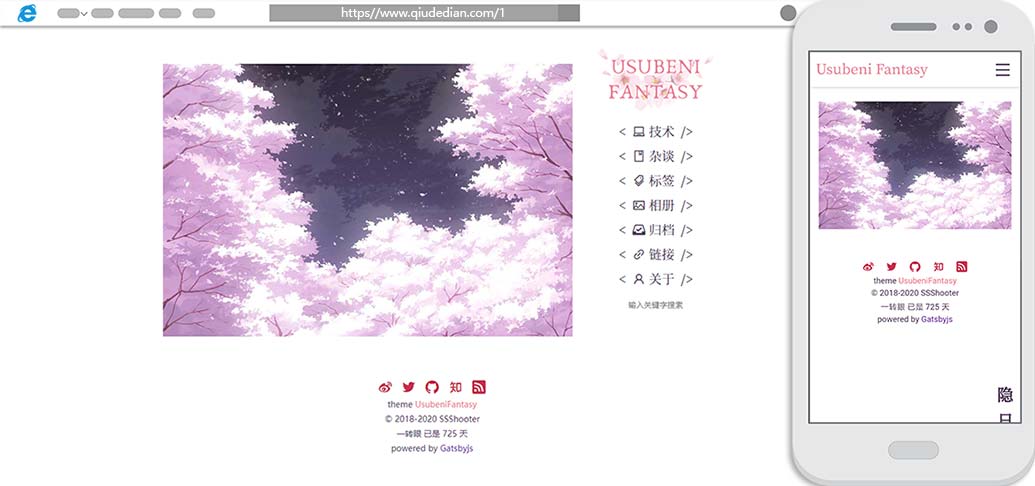 https//www.qiudedian.com/1
USUBENI
FANTASY
< 技术 />
< 杂谈 />
< 标签 />
< 相册 />
< 归档 />
< 链接 />
< 关于 />
输入关键字搜索
知
theme UsubeniFantasy
© 2018-2020 SSShooter
一转眼 已是 725 天
powered by Gatsbyjs
Usubeni Fantasy
知
theme UsubeniFantasy
© 2018-2020 SSShooter
一转眼 已是 725 天
powered by Gatsbyjs
隐